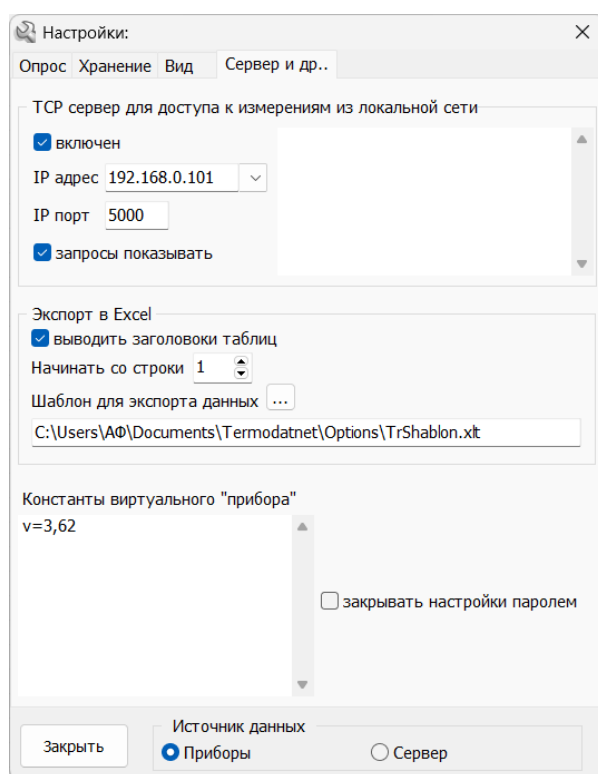 Настройки:
Опрос Хранение Вид Сервер и др..
TCP сервер для доступа к измерениям из локальной сети
включен
IP адрес 192.168.0.101
IP порт 5000
запросы показывать
Экспорт в Excel
выводить заголовоки таблиц
Начинать со строки 1
Шаблон для экспорта данных ...
C:\Users\АФ\Documents\Termodatnet\Options\TrShablon.xlt
Константы виртуального "прибора"
v=3,62
закрывать настройки паролем
Источник данных
Закрыть Приборы Сервер